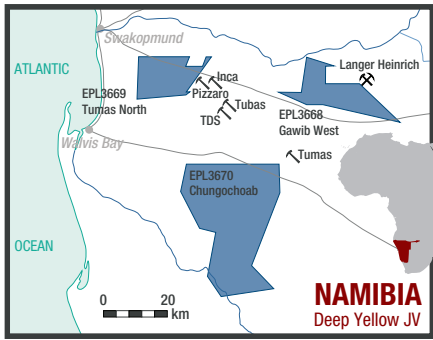 Swakopmund
ATLANTIC
Langer Heinrich
Inca
EPL3669
Tumas North
Pizzaro
Tubas
TDS
EPL3668
Gawib West
Walvis Bay
Tumas
EPL3670
Chungochoab
OCEAN
0 20
km
NAMIBIA
Deep Yellow JV